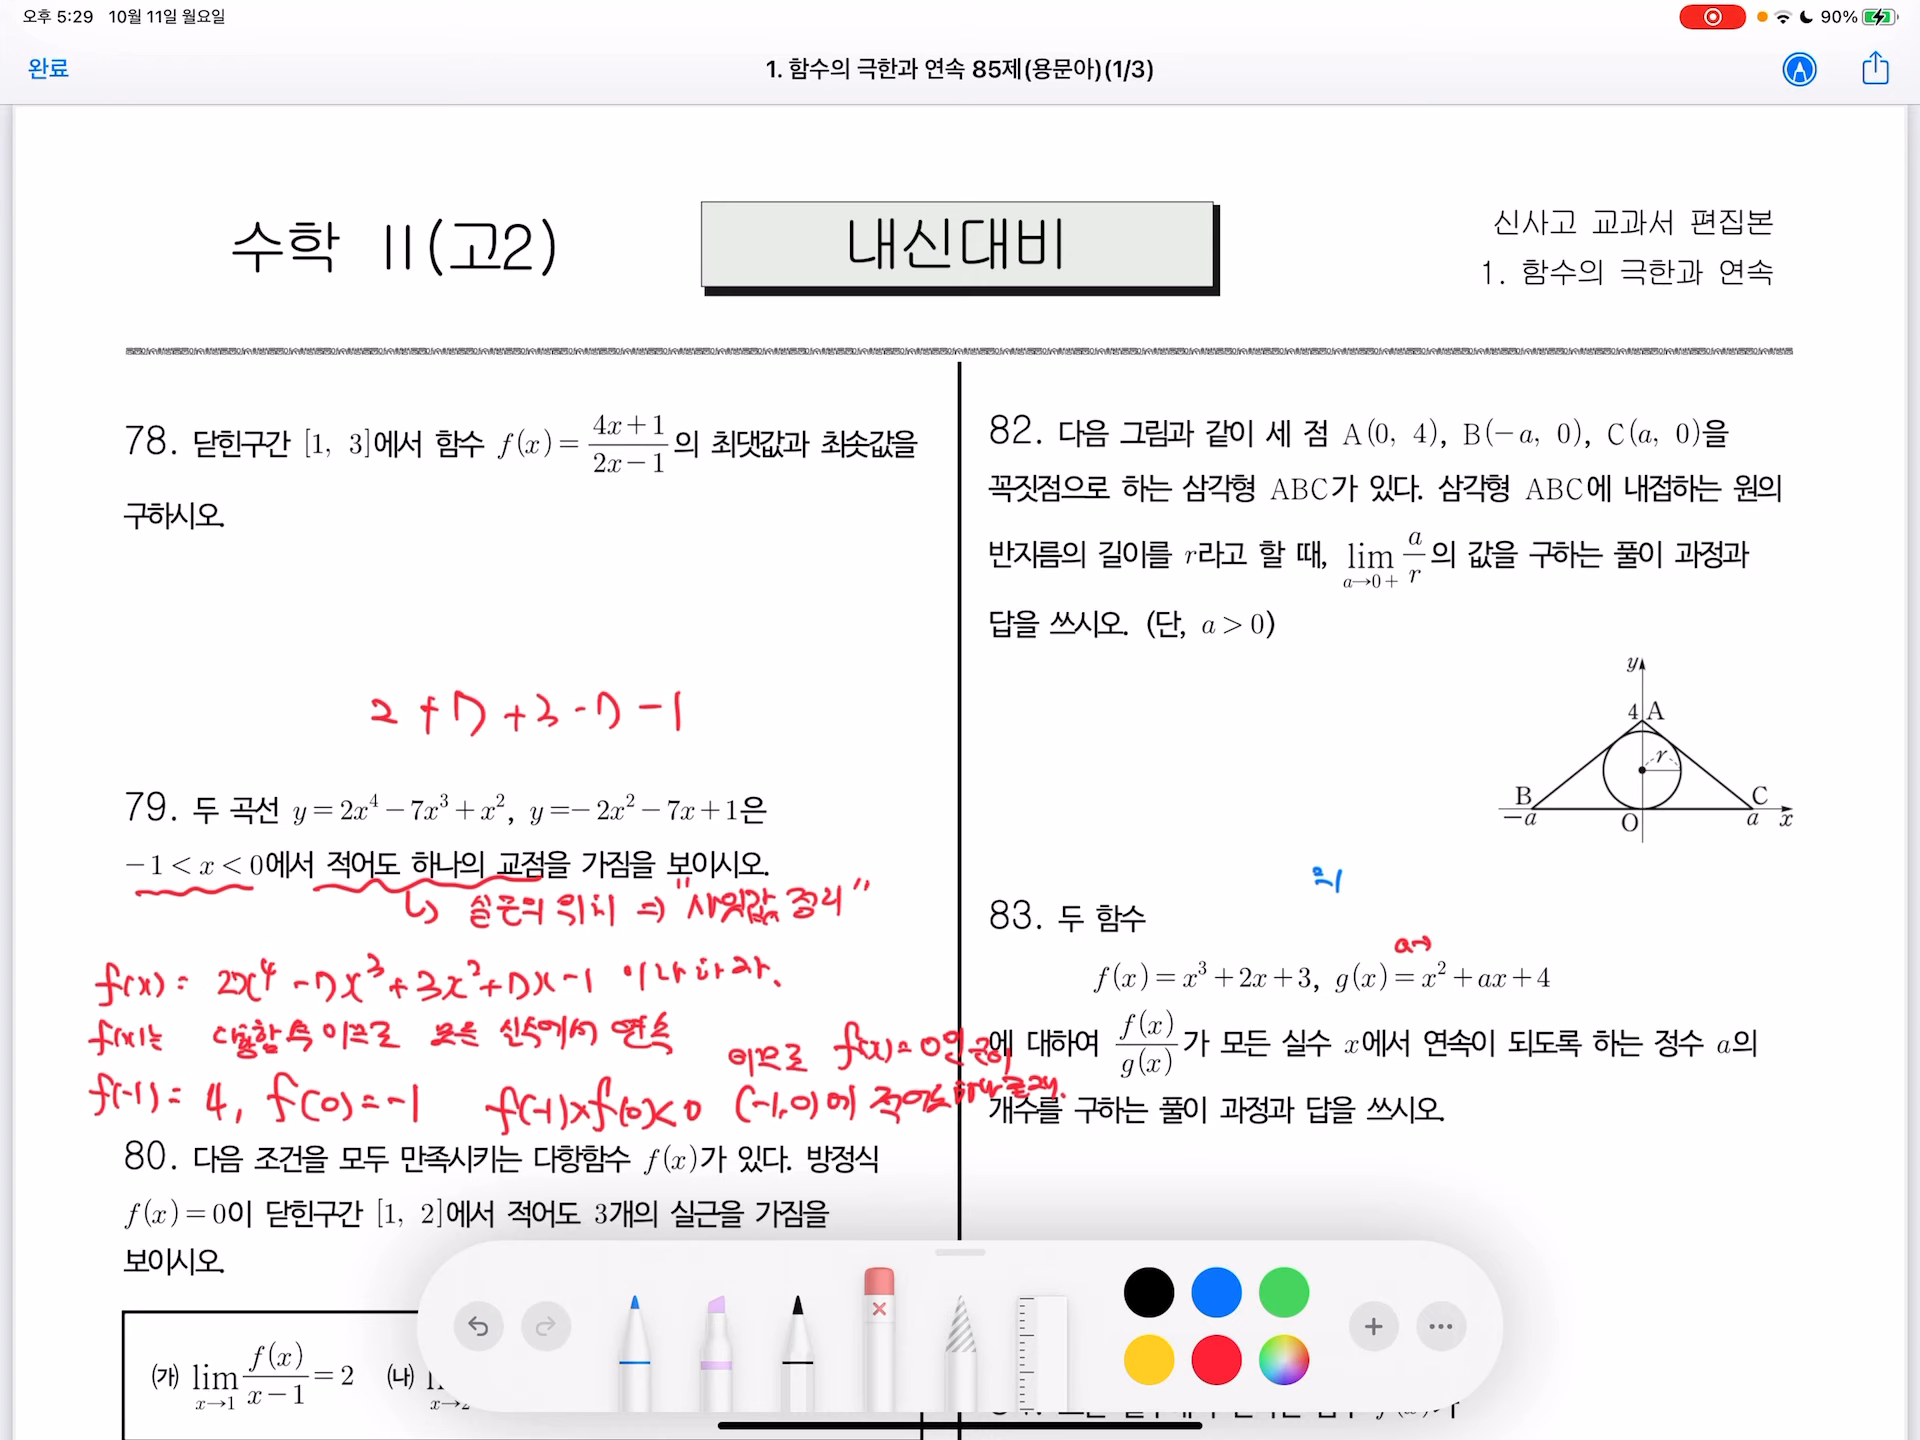 오후 5:29 10월 11일 월요일
90%
완료
1. 함수의 극한과 연속 85제(용문아)(1/3)
수학 II(고2)
내신대비
신사고 교과서 편집본
1. 함수의 극한과 연속
78. 닫힌구간 [1, 3]에서 함수 f(x)=\frac{4x+1}{2x-1}의 최댓값과 최솟값을
구하시오.
2+7+3-7-1
79. 두 곡선 y=2x⁴-7x³+x², y=-2x²-7x+1은
-1<x<0에서 적어도 하나의 교점을 가짐을 보이시오.
실근의 위치 ⇒ "사잇값 정리"
f(x)= 2x⁴-7x³+3x²+7x-1 이라 하자.
f(x)는 다항함수이므로 모든 실수에서 연속
f(-1)=4, f(0)=-1 f(-1)×f(0)<0
이므로 f(x)=0인 근이
(-1,0)에 적어도 하나 존재.
80. 다음 조건을 모두 만족시키는 다항함수 f(x)가 있다. 방정식
f(x)=0이 닫힌구간 [1, 2]에서 적어도 3개의 실근을 가짐을
보이시오.
(가) lim x→1 \frac{f(x)}{x-1}=2 (나)
82. 다음 그림과 같이 세 점 A(0, 4), B(-a, 0), C(a, 0)을
꼭짓점으로 하는 삼각형 ABC가 있다. 삼각형 ABC에 내접하는 원의
반지름의 길이를 r라고 할 때, lim a→0+ \frac{a}{r}의 값을 구하는 풀이 과정과
답을 쓰시오. (단, a>0)
y
4 A
r
B C
-a O a x
83. 두 함수
f(x)=x³+2x+3, g(x)=x²+ax+4
에 대하여 \frac{f(x)}{g(x)}가 모든 실수 x에서 연속이 되도록 하는 정수 a의
개수를 구하는 풀이 과정과 답을 쓰시오.